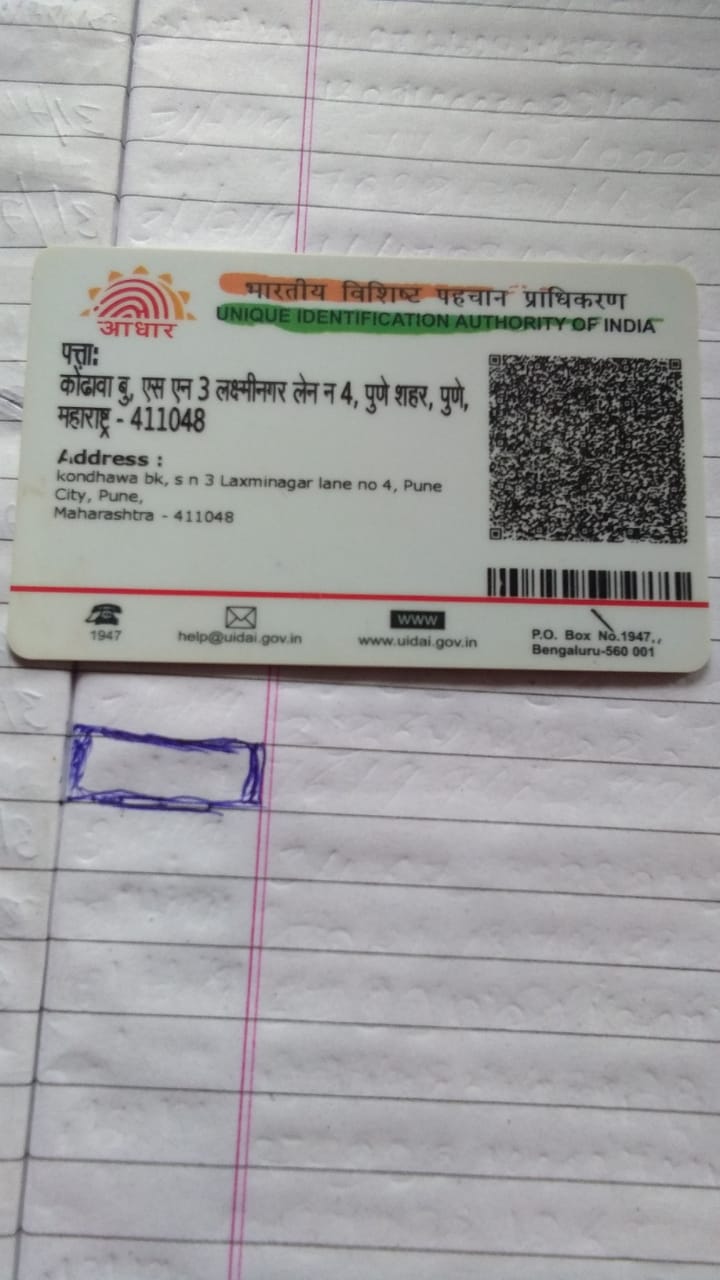 भारतीय विशिष्ट पहचान प्राधिकरण
UNIQUE IDENTIFICATION AUTHORITY OF INDIA
आधार
पत्ता:
कोंढावा बु, एस एन 3 लक्ष्मीनगर लेन न 4, पुणे शहर, पुणे,
महाराष्ट्र - 411048
Address :
kondhawa bk, s n 3 Laxminagar lane no 4, Pune
City, Pune,
Maharashtra - 411048
1947
help@uidai.gov.in
WWW
www.uidai.gov.in
P.O. Box No.1947.,
Bengaluru-560 001